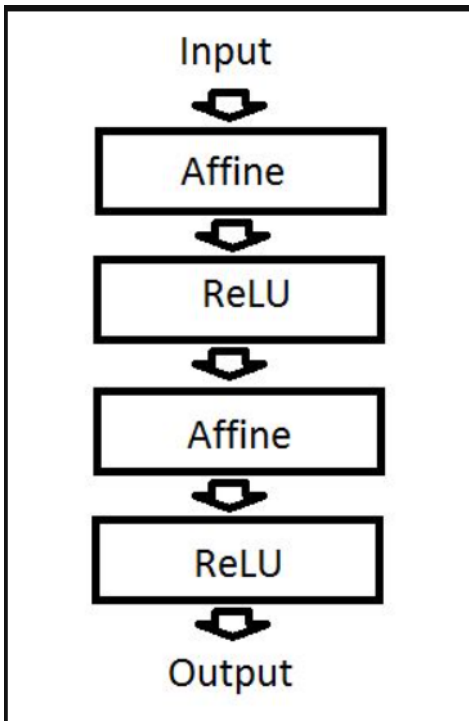 Input
Affine
ReLU
Affine
ReLU
Output